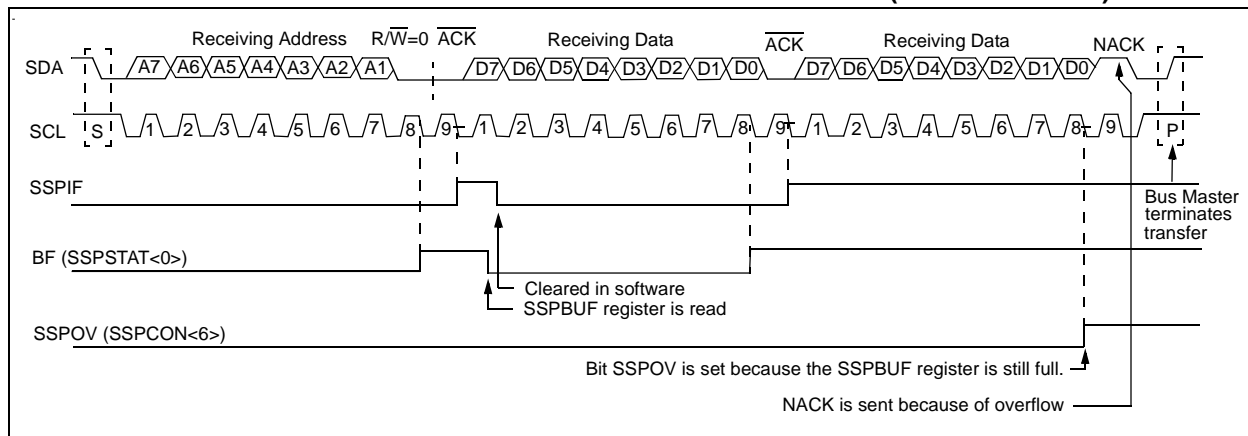 Receiving Address R/W=0 ACK Receiving Data ACK Receiving Data NACK
SDA A7 A6 A5 A4 A3 A2 A1 D7 D6 D5 D4 D3 D2 D1 D0 D7 D6 D5 D4 D3 D2 D1 D0
SCL S 1 2 3 4 5 6 7 8 9 1 2 3 4 5 6 7 8 9 1 2 3 4 5 6 7 8 9 P
SSPIF
Bus Master
terminates
transfer
BF (SSPSTAT<0>)
Cleared in software
SSPBUF register is read
SSPOV (SSPCON<6>)
Bit SSPOV is set because the SSPBUF register is still full.
NACK is sent because of overflow